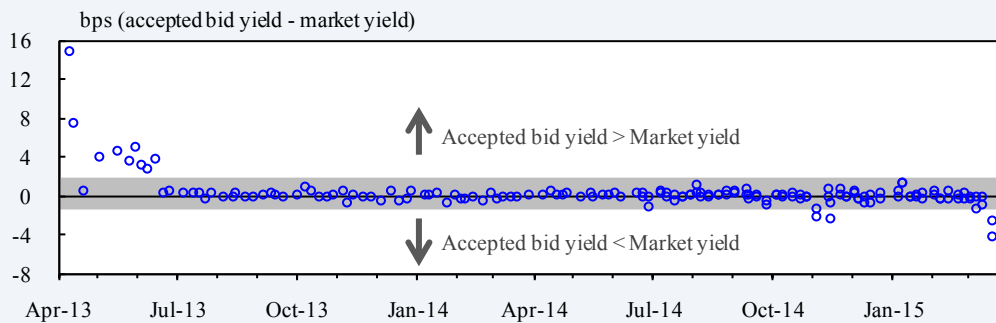 bps (accepted bid yield - market yield)
16
12
8
4
0
-4
-8
Accepted bid yield > Market yield
Accepted bid yield < Market yield
Apr-13 Jul-13 Oct-13 Jan-14 Apr-14 Jul-14 Oct-14 Jan-15